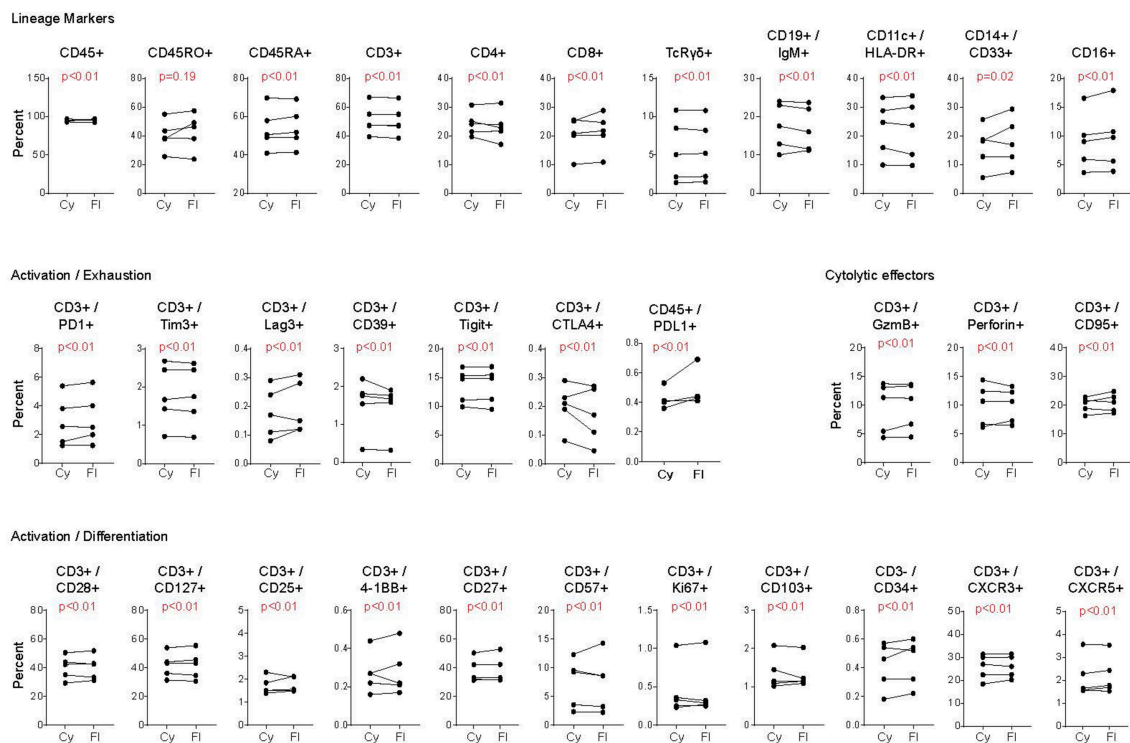 Lineage Markers
CD45+ CD45RO+ CD45RA+ CD3+ CD4+ CD8+ TcRγδ+ CD19+ / IgM+ CD11c+ / HLA-DR+ CD14+ / CD33+ CD16+
p<0.01 p=0.19 p<0.01 p<0.01 p<0.01 p<0.01 p<0.01 p<0.01 p<0.01 p=0.02 p<0.01
Percent
150 100 50 0
80 60 40 20 0
80 60 40 20
80 60 40 20 0
40 30 20 10 0
40 30 20 10 0
15 10 5 0
30 20 10 0
40 30 20 10 0
40 30 20 10 0
20 15 10 5 0
Cy Fl Cy Fl Cy Fl Cy Fl Cy Fl Cy Fl Cy Fl Cy Fl Cy Fl Cy Fl Cy Fl
Activation / Exhaustion
CD3+ / PD1+ CD3+ / Tim3+ CD3+ / Lag3+ CD3+ / CD39+ CD3+ / Tigit+ CD3+ / CTLA4+ CD45+ / PDL1+
p<0.01 p<0.01 p<0.01 p<0.01 p<0.01 p<0.01 p<0.01
Percent
8 6 4 2 0
3 2 1 0
0.4 0.3 0.2 0.1 0.0
3 2 1 0
20 15 10 5 0
0.4 0.3 0.2 0.1 0.0
0.8 0.6 0.4 0.2 0.0
Cy Fl Cy Fl Cy Fl Cy Fl Cy Fl Cy Fl Cy Fl
Cytolytic effectors
CD3+ / GzmB+ CD3+ / Perforin+ CD3+ / CD95+
p<0.01 p<0.01 p<0.01
Percent
20 15 10 5 0
20 15 10 5 0
40 30 20 10 0
Cy Fl Cy Fl Cy Fl
Activation / Differentiation
CD3+ / CD28+ CD3+ / CD127+ CD3+ / CD25+ CD3+ / 4-1BB+ CD3+ / CD27+ CD3+ / CD57+ CD3+ / Ki67+ CD3+ / CD103+ CD3- / CD34+ CD3+ / CXCR3+ CD3+ / CXCR5+
p<0.01 p<0.01 p<0.01 p<0.01 p<0.01 p<0.01 p<0.01 p<0.01 p<0.01 p<0.01 p<0.01
Percent
80 60 40 20 0
80 60 40 20 0
5 4 3 2 1 0
0.6 0.4 0.2 0.0
80 60 40 20 0
20 15 10 5 0
1.5 1.0 0.5 0.0
3 2 1 0
0.8 0.6 0.4 0.2 0.0
50 40 30 20 10 0
5 4 3 2 1 0
Cy Fl Cy Fl Cy Fl Cy Fl Cy Fl Cy Fl Cy Fl Cy Fl Cy Fl Cy Fl Cy Fl